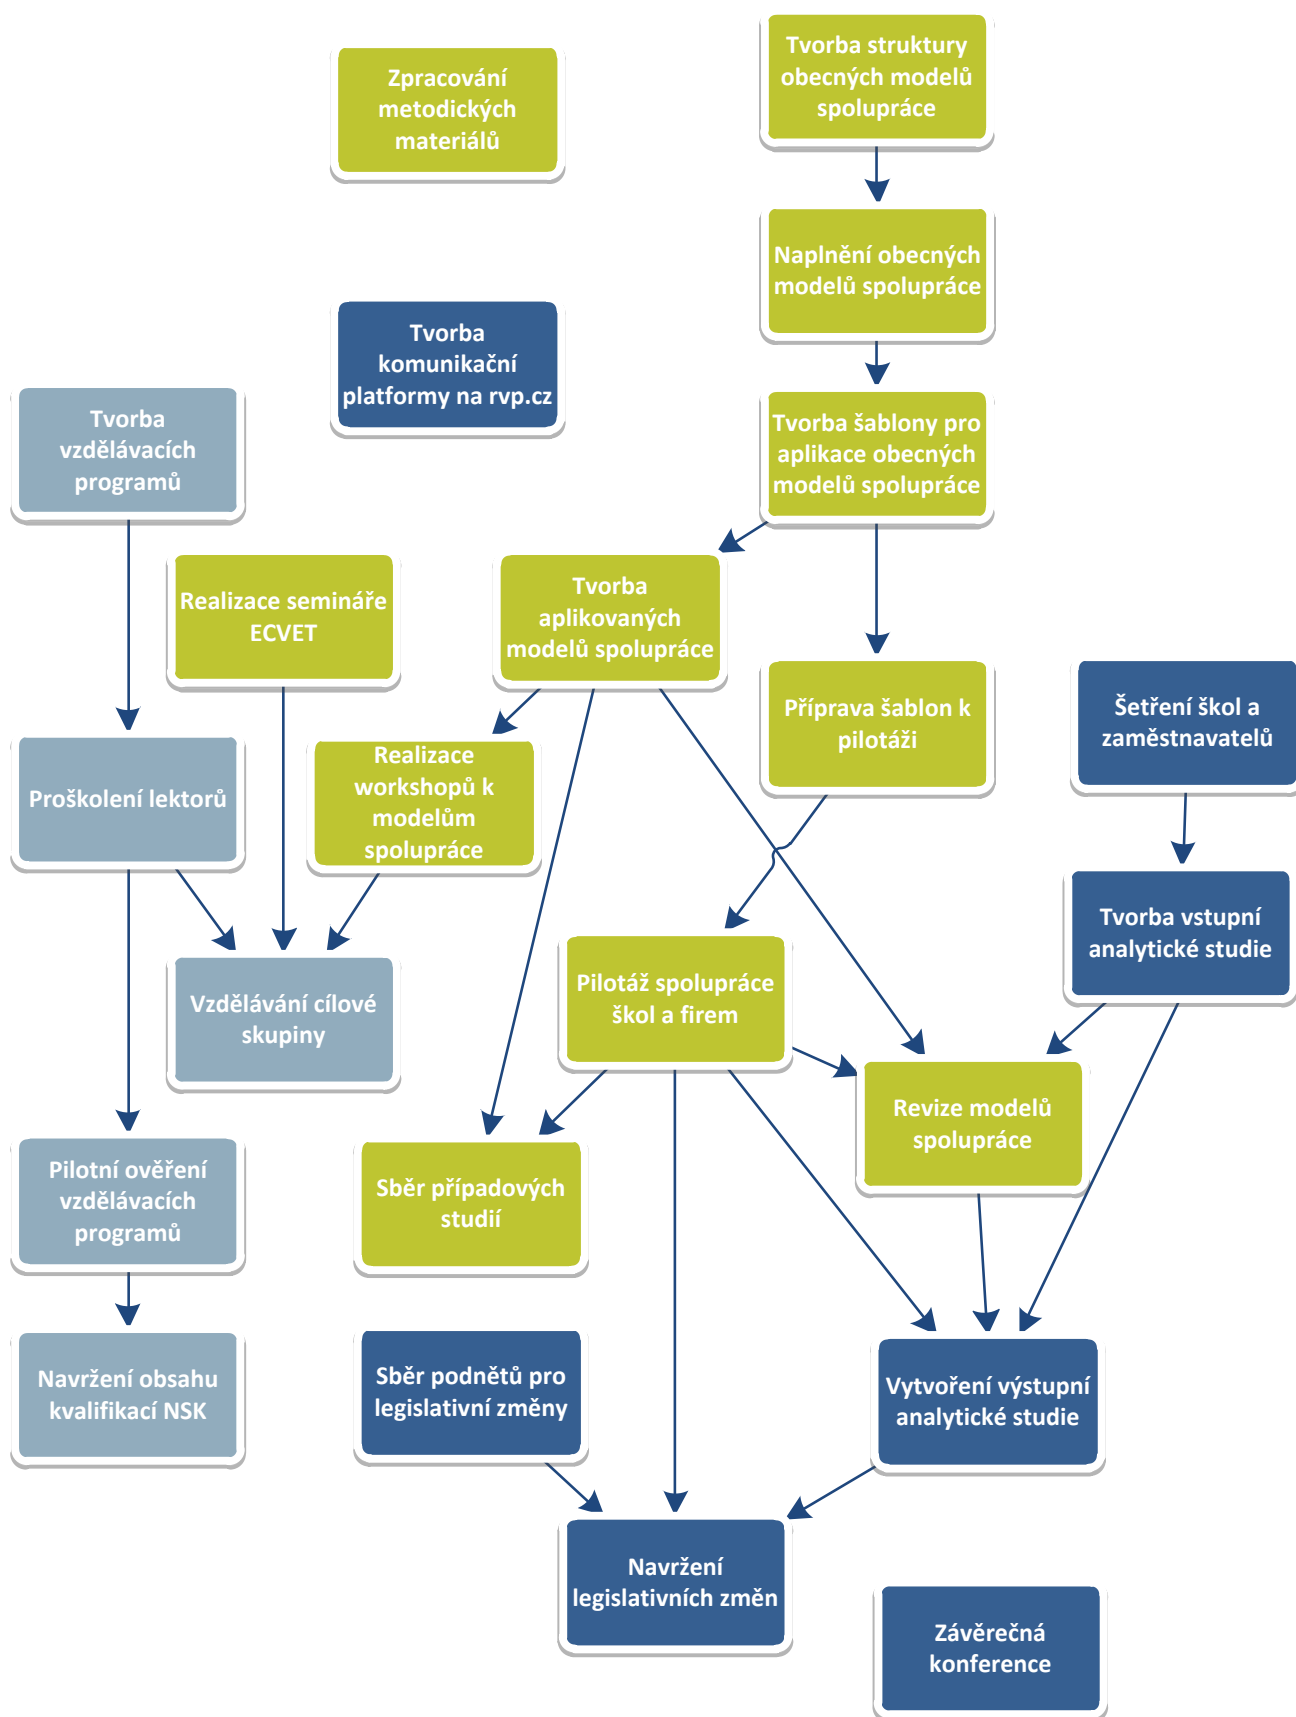 Tvorba struktury
obecných modelů
spolupráce
Zpracování
metodických
materiálů
Naplnění obecných
modelů spolupráce
Tvorba
komunikační
platformy na rvp.cz
Tvorba
vzdělávacích
programů
Tvorba šablony pro
aplikace obecných
modelů spolupráce
Realizace semináře
ECVET
Tvorba
aplikovaných
modelů spolupráce
Příprava šablon k
pilotáži
Šetření škol a
zaměstnavatelů
Proškolení lektorů
Realizace
workshopů k
modelům
spolupráce
Tvorba vstupní
analytické studie
Vzdělávání cílové
skupiny
Pilotáž spolupráce
škol a firem
Revize modelů
spolupráce
Pilotní ověření
vzdělávacích
programů
Sběr případových
studií
Navržení obsahu
kvalifikací NSK
Sběr podnětů pro
legislativní změny
Vytvoření výstupní
analytické studie
Navržení
legislativních změn
Závěrečná
konference